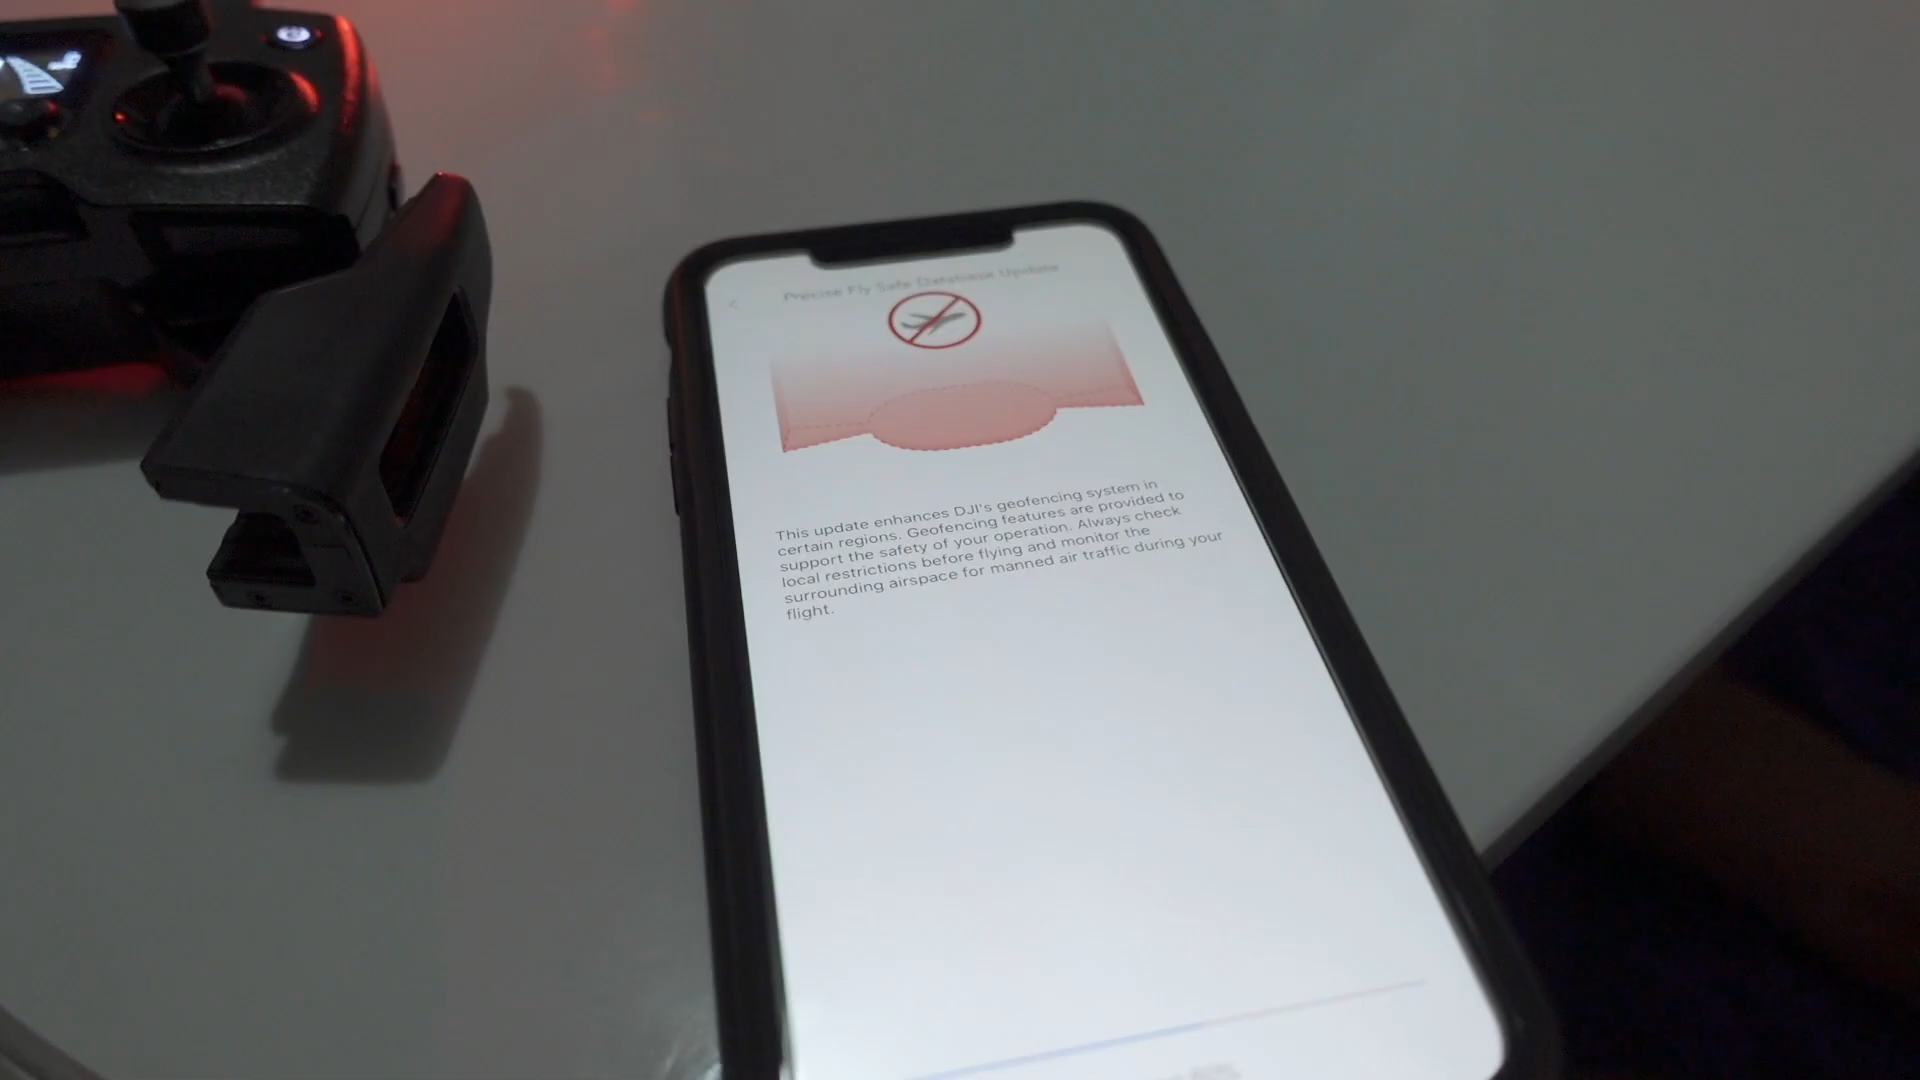 Precise Fly Safe Database Update
This update enhances DJI's geofencing system in
certain regions. Geofencing features are provided to
support the safety of your operation. Always check
local restrictions before flying and monitor the
surrounding airspace for manned air traffic during your
flight.